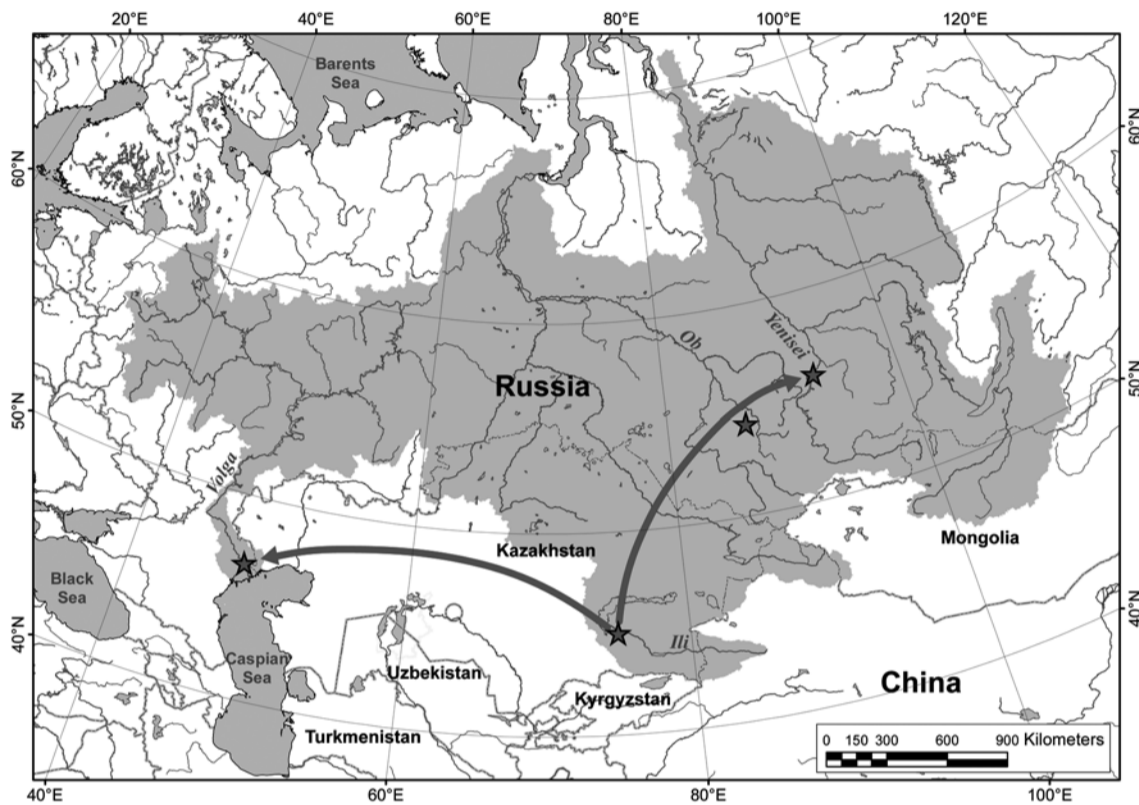 20°E 40°E 60°E 80°E 100°E 120°E
Barents
Sea
60°N
60°N
Ob
Yenisei
Russia
50°N
50°N
Volga
Kazakhstan
Mongolia
Black
Sea
40°N
40°N
Ili
Caspian
Sea
Uzbekistan
Kyrgyzstan
China
Turkmenistan
0 150 300 600 900 Kilometers
40°E 60°E 80°E 100°E